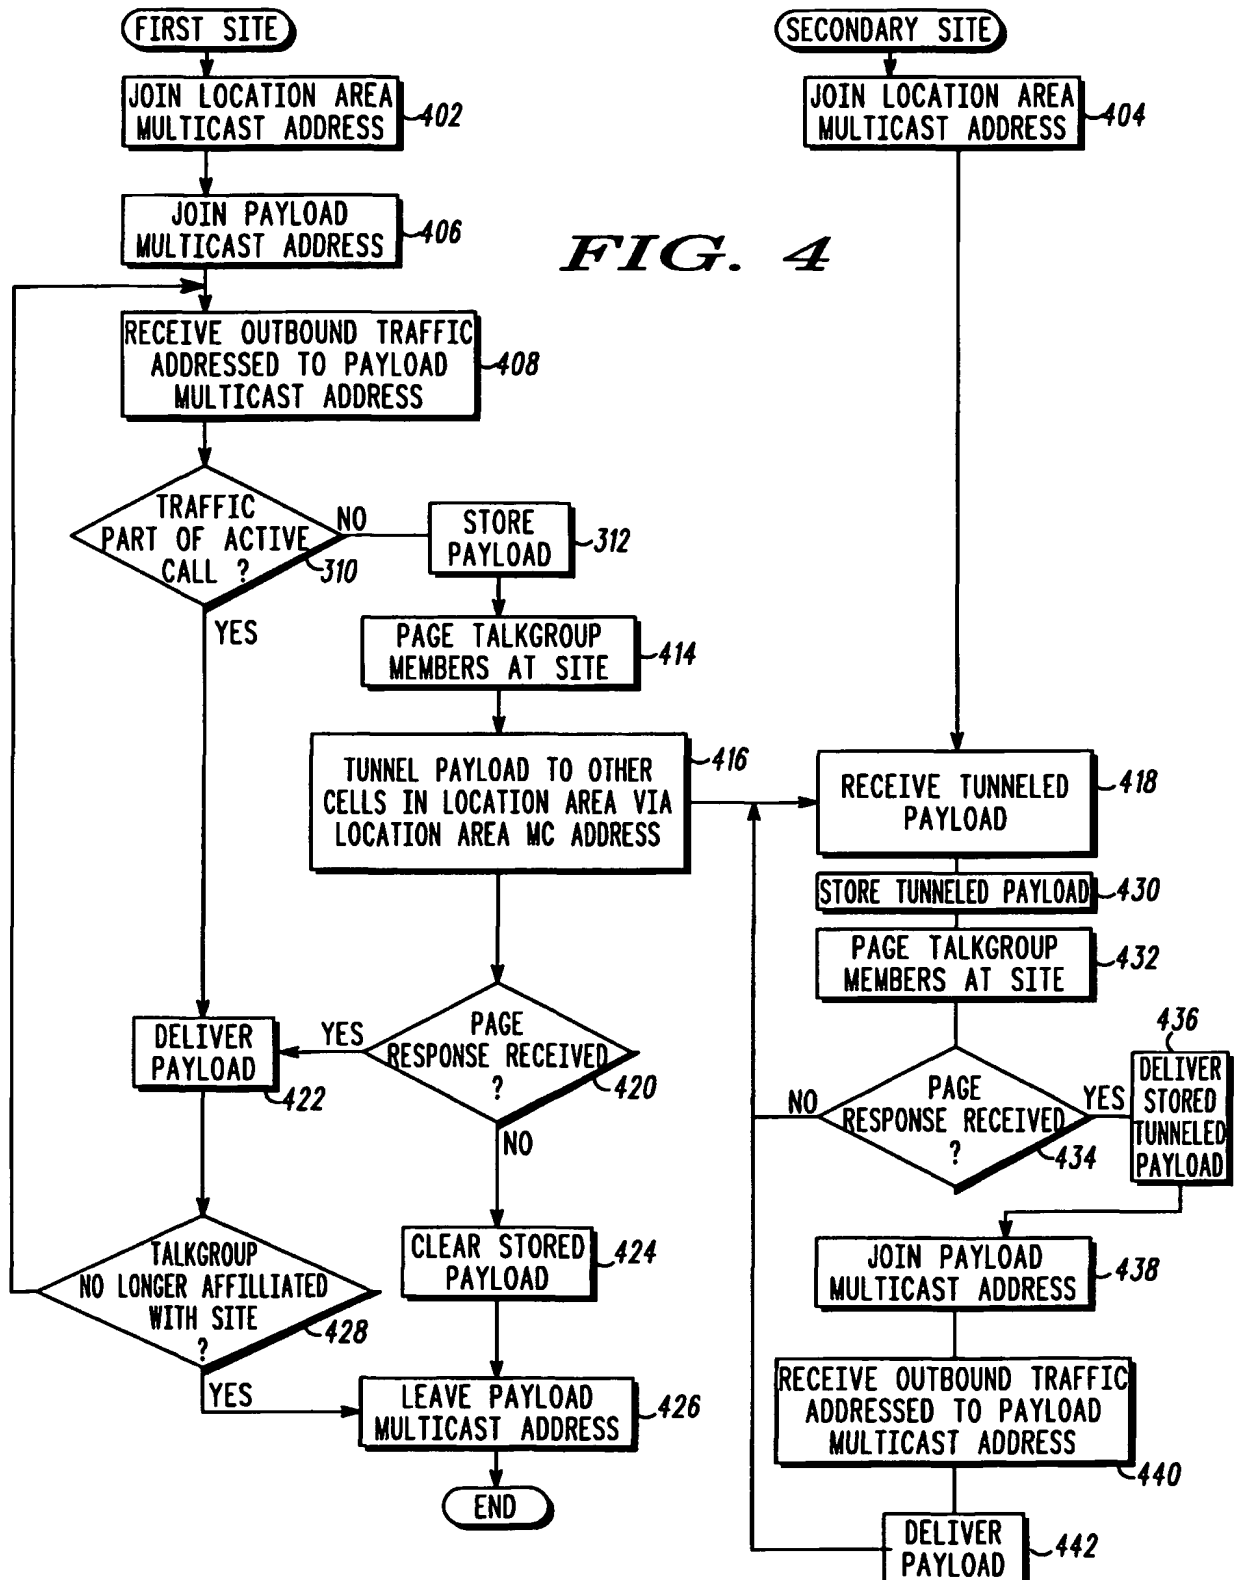 FIRST SITE
JOIN LOCATION AREA
MULTICAST ADDRESS
402
JOIN PAYLOAD
MULTICAST ADDRESS
406
RECEIVE OUTBOUND TRAFFIC
ADDRESSED TO PAYLOAD
MULTICAST ADDRESS
408
TRAFFIC
PART OF ACTIVE
CALL ?
310
NO
YES
STORE
PAYLOAD
312
PAGE TALKGROUP
MEMBERS AT SITE
414
TUNNEL PAYLOAD TO OTHER
CELLS IN LOCATION AREA VIA
LOCATION AREA MC ADDRESS
416
PAGE
RESPONSE RECEIVED
?
420
YES
NO
DELIVER
PAYLOAD
422
CLEAR STORED
PAYLOAD
424
TALKGROUP
NO LONGER AFFILLIATED
WITH SITE
?
428
YES
LEAVE PAYLOAD
MULTICAST ADDRESS
426
END
FIG. 4
SECONDARY SITE
JOIN LOCATION AREA
MULTICAST ADDRESS
404
RECEIVE TUNNELED
PAYLOAD
418
STORE TUNNELED PAYLOAD
430
PAGE TALKGROUP
MEMBERS AT SITE
432
PAGE
RESPONSE RECEIVED
?
434
NO
YES
436
DELIVER
STORED
TUNNELED
PAYLOAD
JOIN PAYLOAD
MULTICAST ADDRESS
438
RECEIVE OUTBOUND TRAFFIC
ADDRESSED TO PAYLOAD
MULTICAST ADDRESS
440
DELIVER
PAYLOAD
442